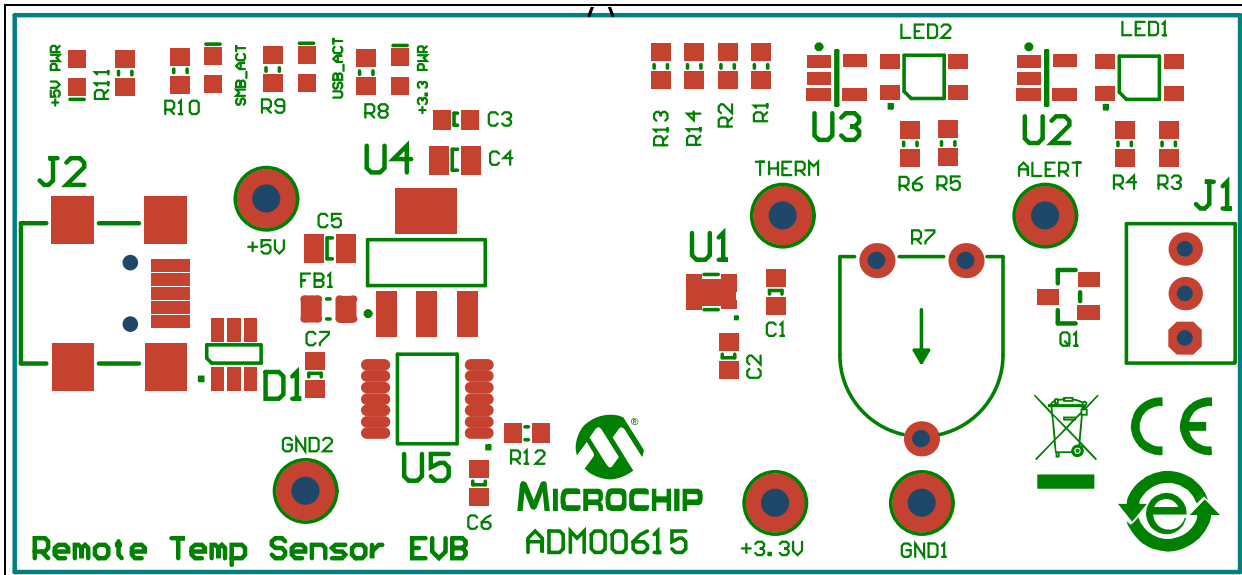 LED2
LED1
+5V PWR
R11
R10
SMB_ACT
R9
USB_ACT
R8
+3.3 PWR
C3
R13
R14
R2
R1
U3
U2
U4
C4
J2
THERM
R6
R5
ALERT
R4
R3
J1
C5
+5V
U1
R7
FB1
C7
C1
Q1
C2
D1
GND2
U5
R12
CE
®
MICROCHIP
e
C6
Remote Temp Sensor EVB
ADM00615
+3.3V
GND1